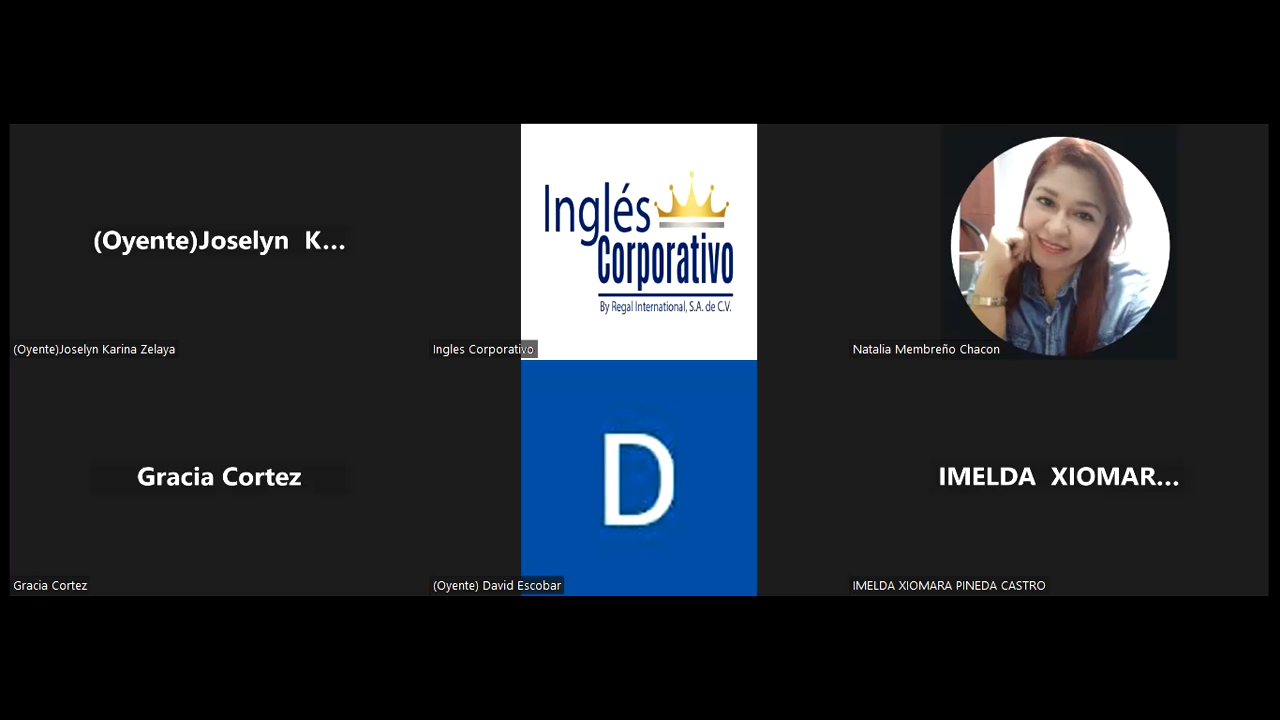 (Oyente)Joselyn K...
(Oyente)Joselyn Karina Zelaya
Inglés
Corporativo
By Regal International, S.A. de C.V.
Ingles Corporativo
Natalia Membreño Chacon
Gracia Cortez
Gracia Cortez
D
(Oyente) David Escobar
IMELDA XIOMAR...
IMELDA XIOMARA PINEDA CASTRO